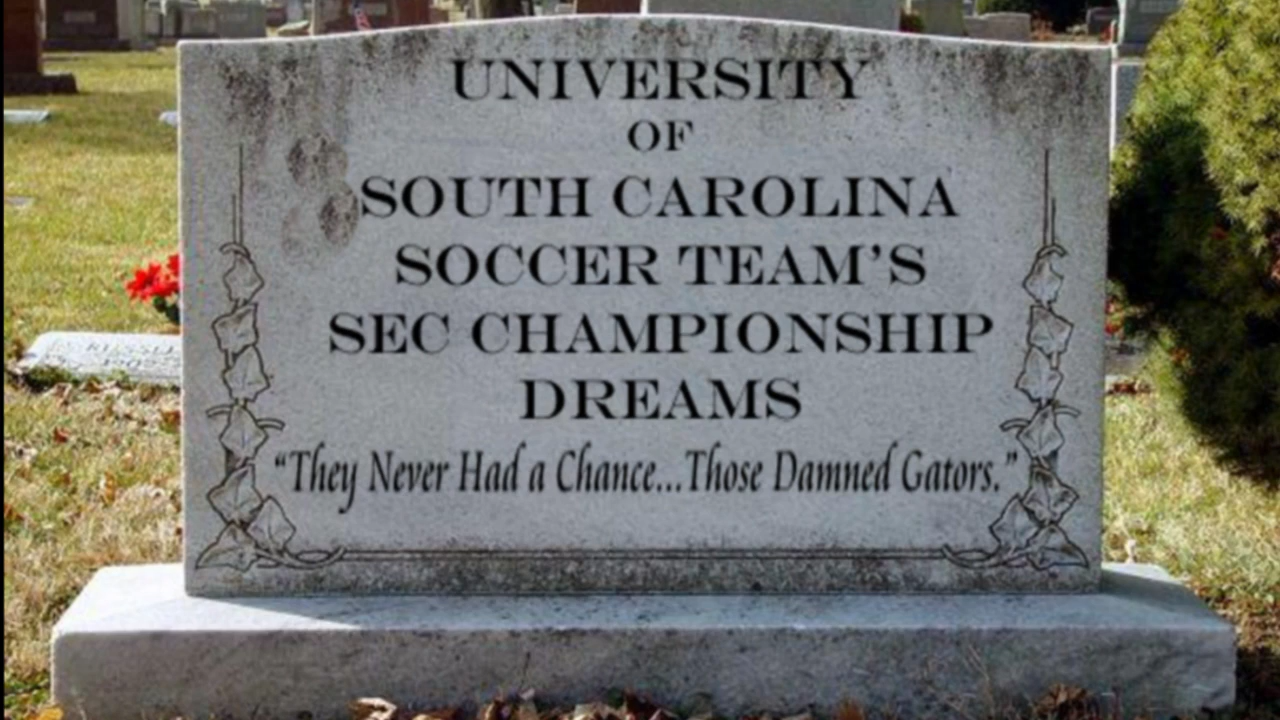 UNIVERSITY
OF
SOUTH CAROLINA
SOCCER TEAM'S
SEC CHAMPIONSHIP
DREAMS
“They Never Had a Chance...Those Damned Gators.”